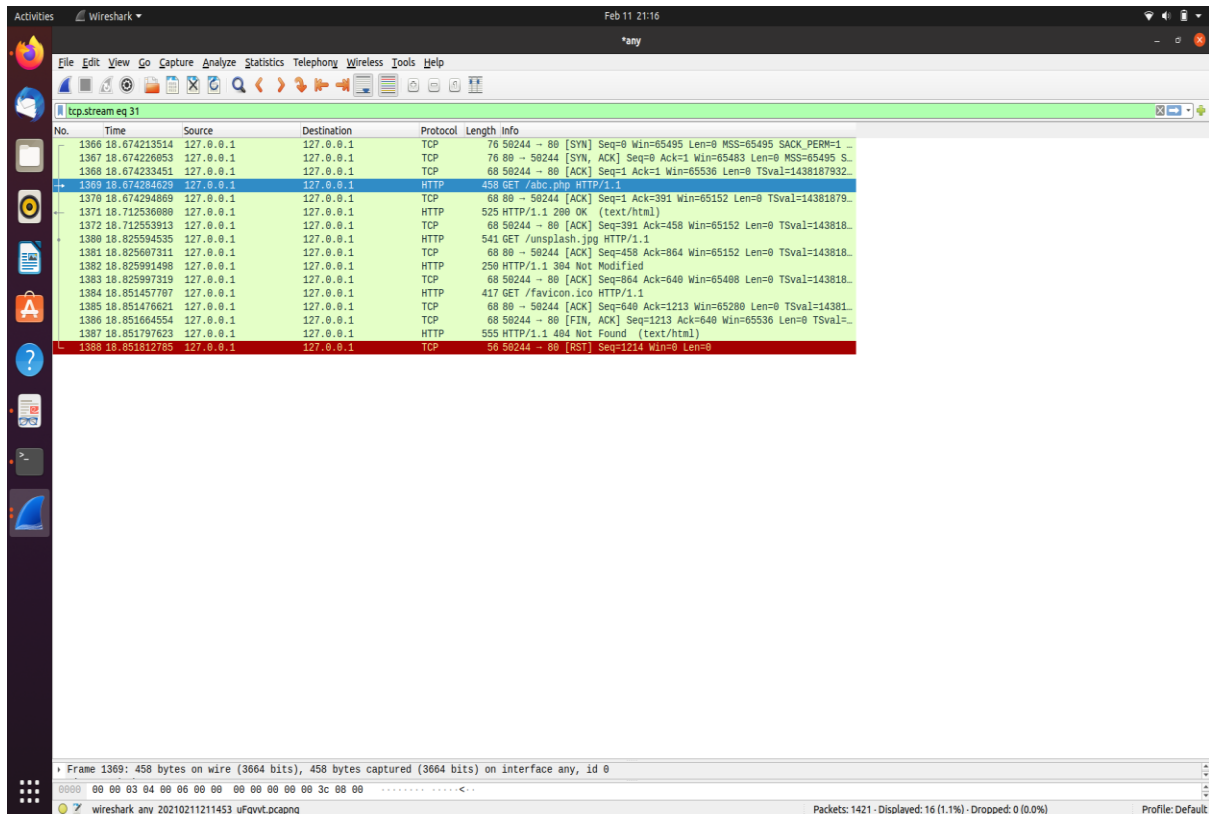 Activities Wireshark Feb 11 21:16
*any
File Edit View Go Capture Analyze Statistics Telephony Wireless Tools Help
tcp.stream eq 31
No. Time Source Destination Protocol Length Info
1366 18.674213514 127.0.0.1 127.0.0.1 TCP 76 50244 → 80 [SYN] Seq=0 Win=65495 Len=0 MSS=65495 SACK_PERM=1 …
1367 18.674226053 127.0.0.1 127.0.0.1 TCP 76 80 → 50244 [SYN, ACK] Seq=0 Ack=1 Win=65483 Len=0 MSS=65495 S…
1368 18.674233451 127.0.0.1 127.0.0.1 TCP 68 50244 → 80 [ACK] Seq=1 Ack=1 Win=65536 Len=0 TSval=1438187932…
1369 18.674284629 127.0.0.1 127.0.0.1 HTTP 458 GET /abc.php HTTP/1.1
1370 18.674294869 127.0.0.1 127.0.0.1 TCP 68 80 → 50244 [ACK] Seq=1 Ack=391 Win=65152 Len=0 TSval=14381879…
1371 18.712536080 127.0.0.1 127.0.0.1 HTTP 525 HTTP/1.1 200 OK (text/html)
1372 18.712553913 127.0.0.1 127.0.0.1 TCP 68 50244 → 80 [ACK] Seq=391 Ack=458 Win=65152 Len=0 TSval=143818…
1380 18.825594535 127.0.0.1 127.0.0.1 HTTP 541 GET /unsplash.jpg HTTP/1.1
1381 18.825607311 127.0.0.1 127.0.0.1 TCP 68 80 → 50244 [ACK] Seq=458 Ack=864 Win=65152 Len=0 TSval=143818…
1382 18.825991498 127.0.0.1 127.0.0.1 HTTP 250 HTTP/1.1 304 Not Modified
1383 18.825997319 127.0.0.1 127.0.0.1 TCP 68 50244 → 80 [ACK] Seq=864 Ack=640 Win=65408 Len=0 TSval=143818…
1384 18.851457707 127.0.0.1 127.0.0.1 HTTP 417 GET /favicon.ico HTTP/1.1
1385 18.851476621 127.0.0.1 127.0.0.1 TCP 68 80 → 50244 [ACK] Seq=640 Ack=1213 Win=65280 Len=0 TSval=14381…
1386 18.851664554 127.0.0.1 127.0.0.1 TCP 68 50244 → 80 [FIN, ACK] Seq=1213 Ack=640 Win=65536 Len=0 TSval=…
1387 18.851797623 127.0.0.1 127.0.0.1 HTTP 555 HTTP/1.1 404 Not Found (text/html)
1388 18.851812785 127.0.0.1 127.0.0.1 TCP 56 50244 → 80 [RST] Seq=1214 Win=0 Len=0
Frame 1369: 458 bytes on wire (3664 bits), 458 bytes captured (3664 bits) on interface any, id 0
0000 00 00 03 04 00 06 00 00 00 00 00 00 00 3c 08 00 ········ ·····<··
wireshark_any_20210211211453_uFqvvt.pcapng Packets: 1421 · Displayed: 16 (1.1%) · Dropped: 0 (0.0%) Profile: Default